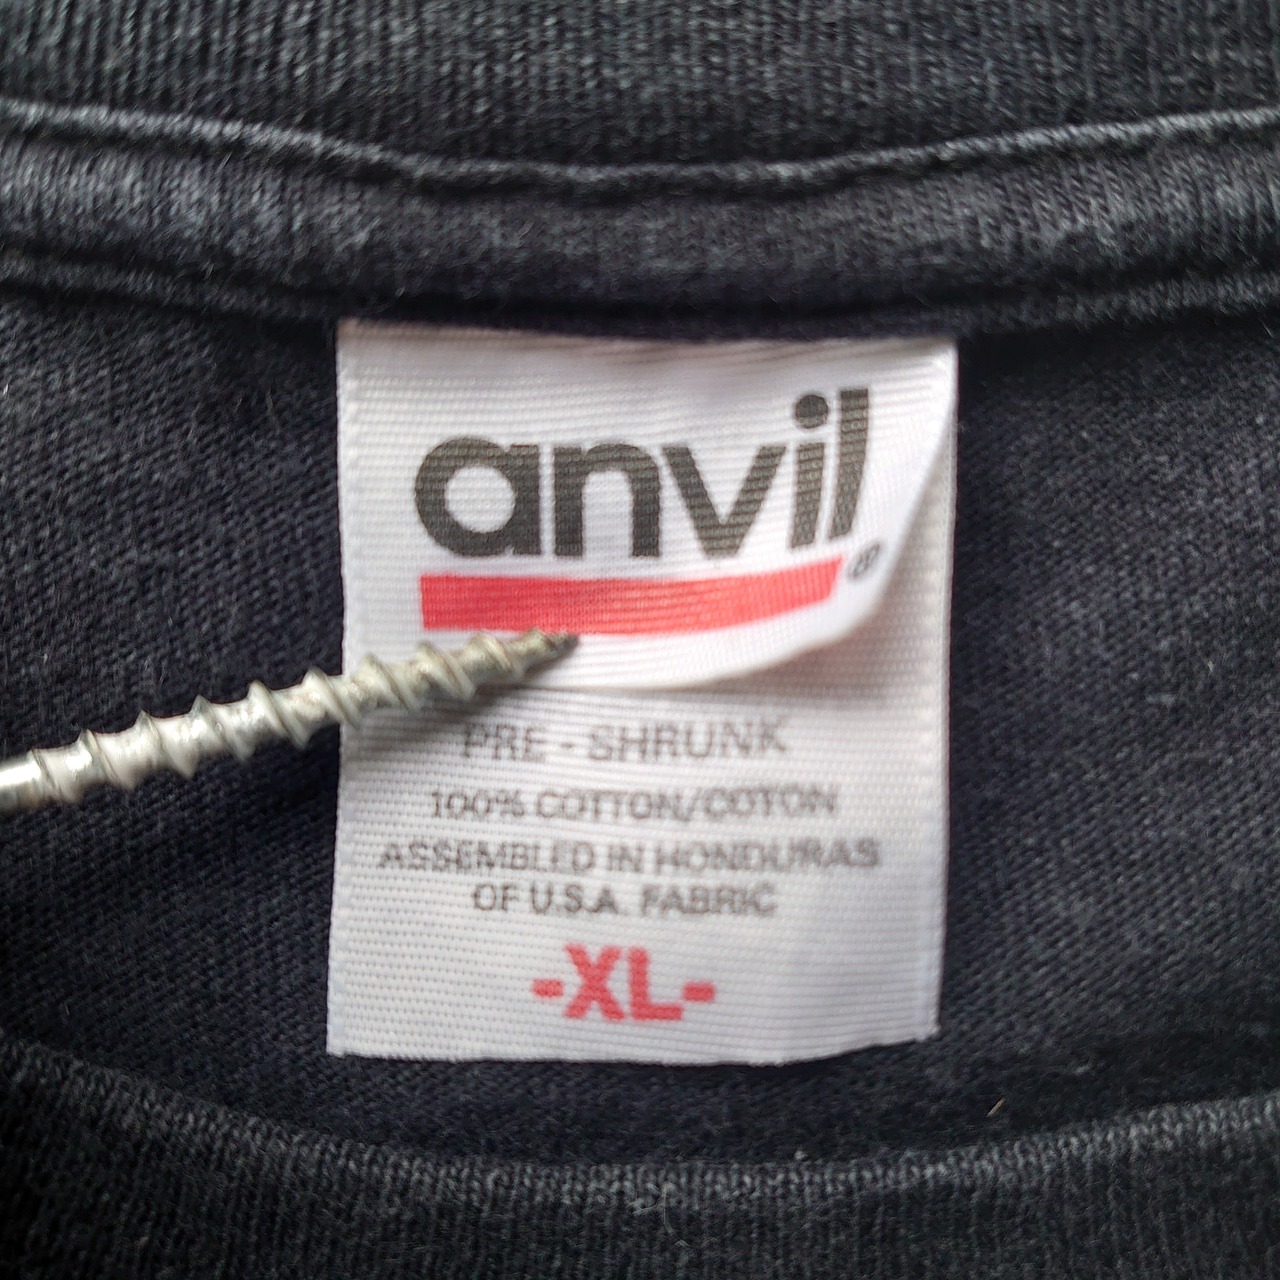 anvil®
PRE - SHRUNK
100% COTTON/COTON
ASSEMBLED IN HONDURAS
OF U.S.A. FABRIC
-XL-